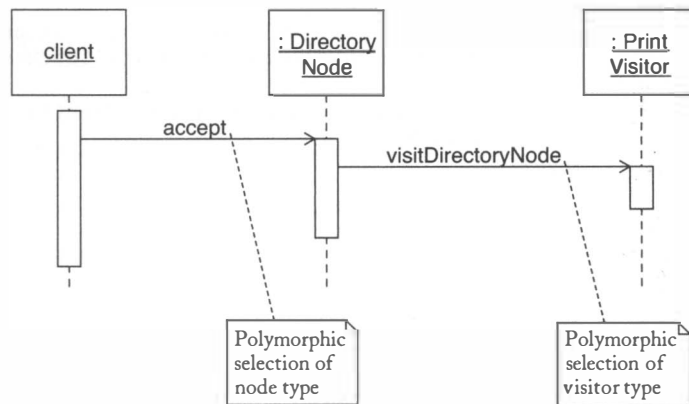 client
: Directory
Node
: Print
Visitor
accept
visitDirectoryNode
Polymorphic
selection of
node type
Polymorphic
selection of
visitor type